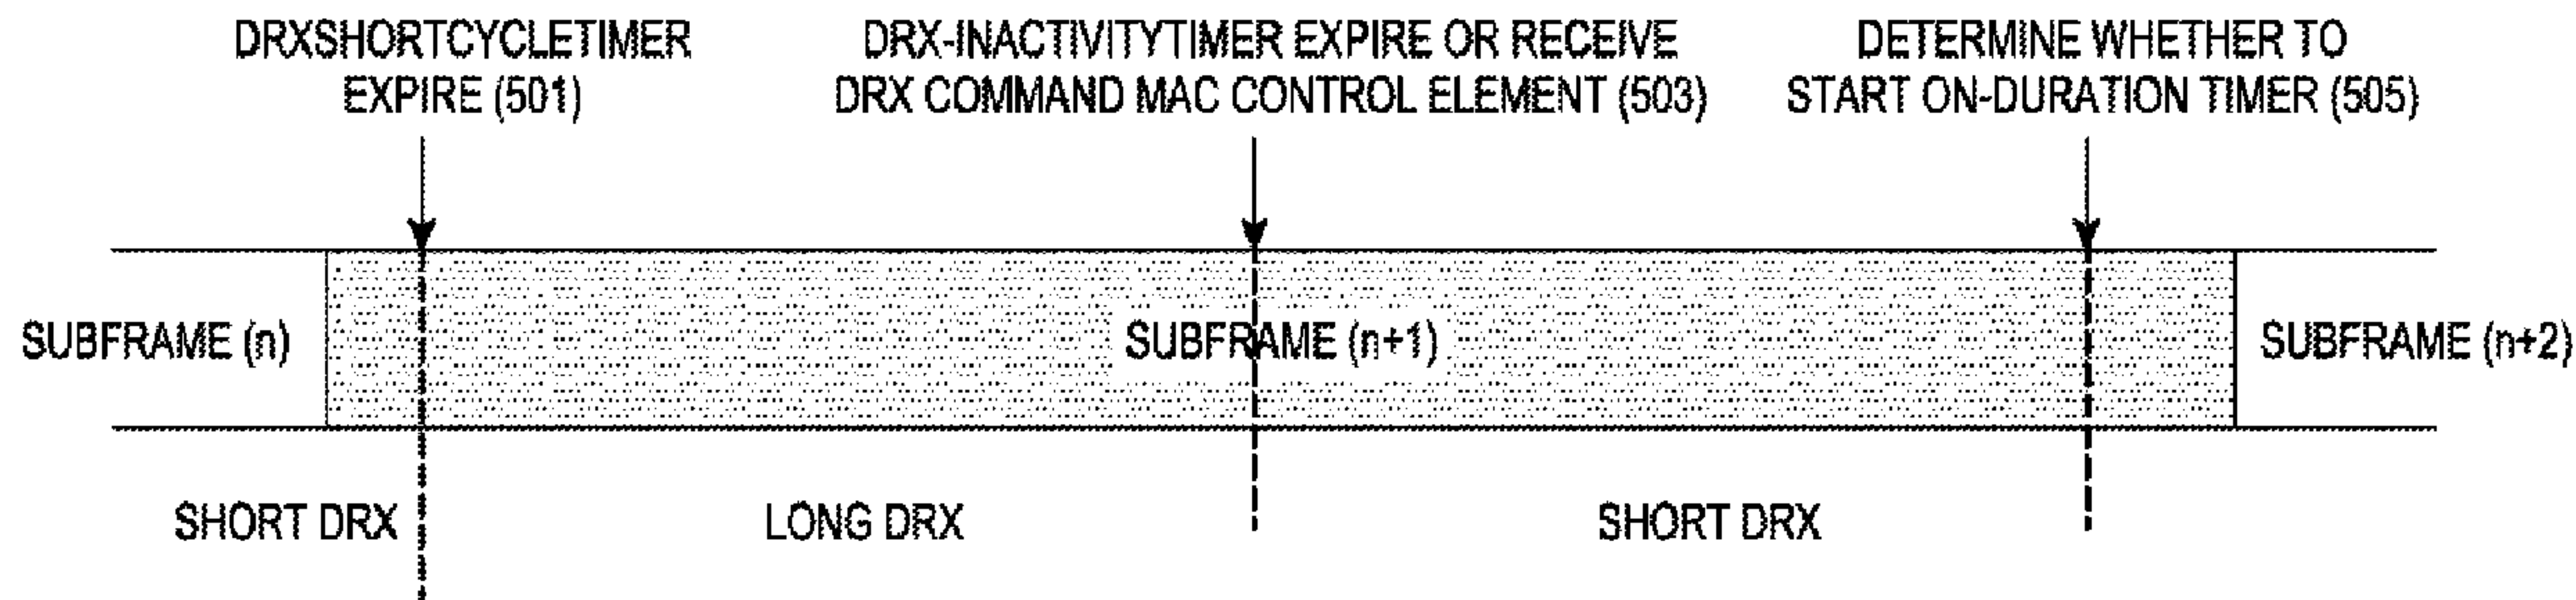 DRXSHORTCYCLETIMER
EXPIRE (501)
DRX-INACTIVITYTIMER EXPIRE OR RECEIVE
DRX COMMAND MAC CONTROL ELEMENT (503)
DETERMINE WHETHER TO
START ON-DURATION TIMER (505)
SUBFRAME (n)
SUBFRAME (n+1)
SUBFRAME (n+2)
SHORT DRX
LONG DRX
SHORT DRX